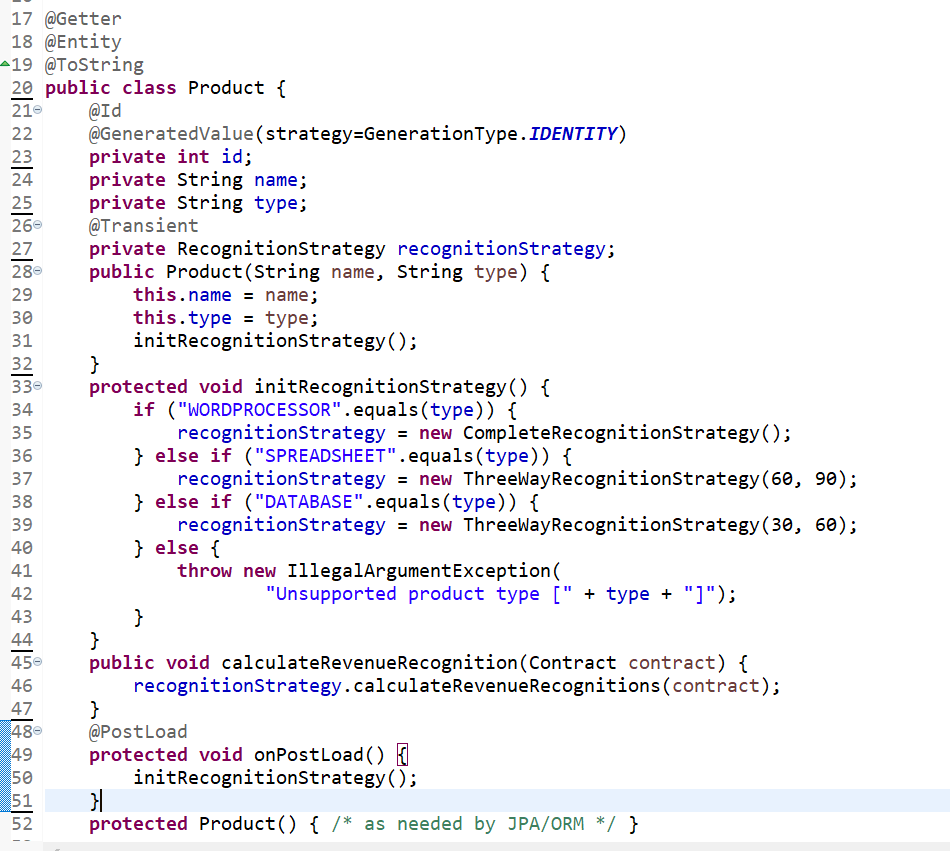 17 @Getter
18 @Entity
19 @ToString
20 public class Product {
21     @Id
22     @GeneratedValue(strategy=GenerationType.IDENTITY)
23     private int id;
24     private String name;
25     private String type;
26     @Transient
27     private RecognitionStrategy recognitionStrategy;
28     public Product(String name, String type) {
29         this.name = name;
30         this.type = type;
31         initRecognitionStrategy();
32     }
33     protected void initRecognitionStrategy() {
34         if ("WORDPROCESSOR".equals(type)) {
35             recognitionStrategy = new CompleteRecognitionStrategy();
36         } else if ("SPREADSHEET".equals(type)) {
37             recognitionStrategy = new ThreeWayRecognitionStrategy(60, 90);
38         } else if ("DATABASE".equals(type)) {
39             recognitionStrategy = new ThreeWayRecognitionStrategy(30, 60);
40         } else {
41             throw new IllegalArgumentException(
42                     "Unsupported product type [" + type + "]");
43         }
44     }
45     public void calculateRevenueRecognition(Contract contract) {
46         recognitionStrategy.calculateRevenueRecognitions(contract);
47     }
48     @PostLoad
49     protected void onPostLoad() {
50         initRecognitionStrategy();
51     }
52     protected Product() { /* as needed by JPA/ORM */ }